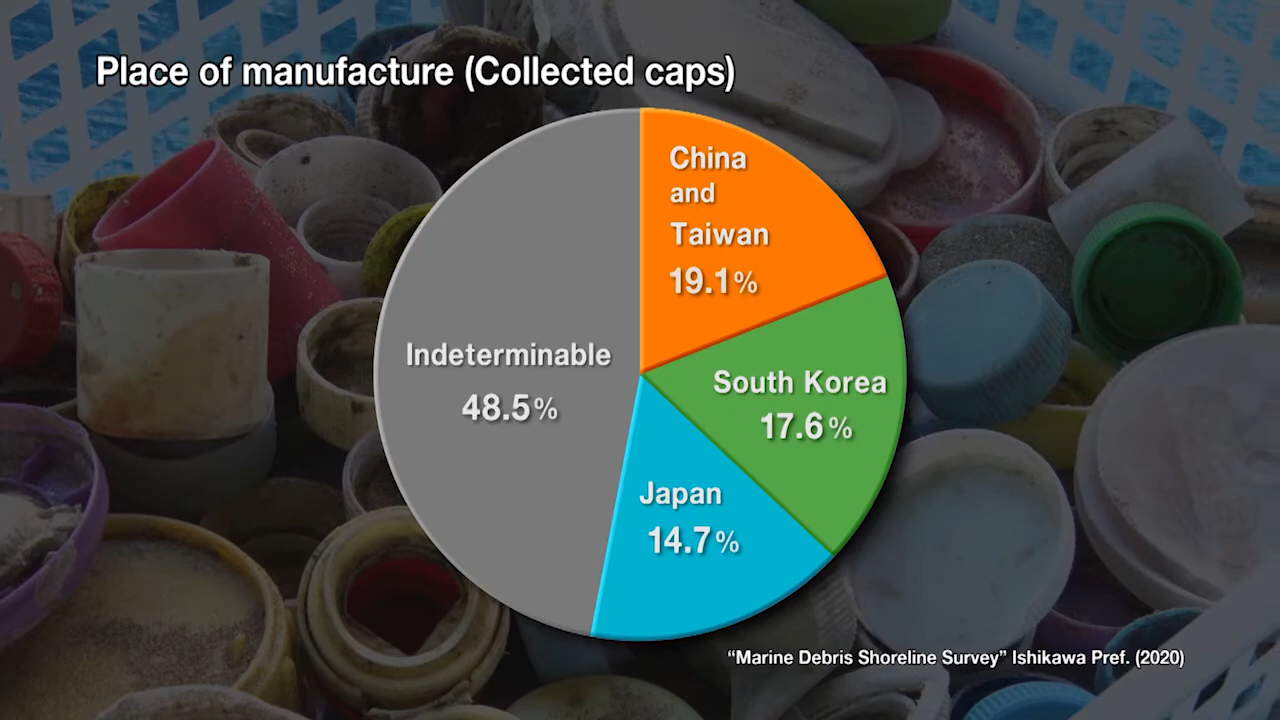 Place of manufacture (Collected caps)
China
and
Taiwan
19.1%
South Korea
17.6%
Japan
14.7%
Indeterminable
48.5%
“Marine Debris Shoreline Survey” Ishikawa Pref. (2020)